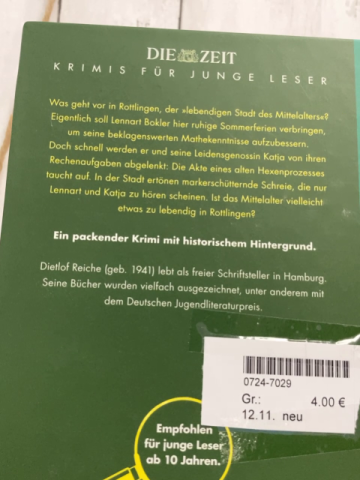 DIE ZEIT
KRIMIS FÜR JUNGE LESER
Was geht vor in Rottlingen, der »lebendigen Stadt des Mittelalters«?
Eigentlich soll Lennart Bokler hier ruhige Sommerferien verbringen,
um seine beklagenswerten Mathekenntnisse aufzubessern.
Doch schnell werden er und seine Leidensgenossin Katja von ihren
Rechenaufgaben abgelenkt: Die Akte eines alten Hexenprozesses
taucht auf. In der Stadt ertönen markerschütternde Schreie, die nur
Lennart und Katja zu hören scheinen. Ist das Mittelalter vielleicht
etwas zu lebendig in Rottlingen?
Ein packender Krimi mit historischem Hintergrund.
Dietlof Reiche (geb. 1941) lebt als freier Schriftsteller in Hamburg.
Seine Bücher wurden vielfach ausgezeichnet, unter anderem mit
dem Deutschen Jugendliteraturpreis.
0724-7029
Gr.: 4.00 €
12.11. neu
Empfohlen
für junge Leser
ab 10 Jahren.